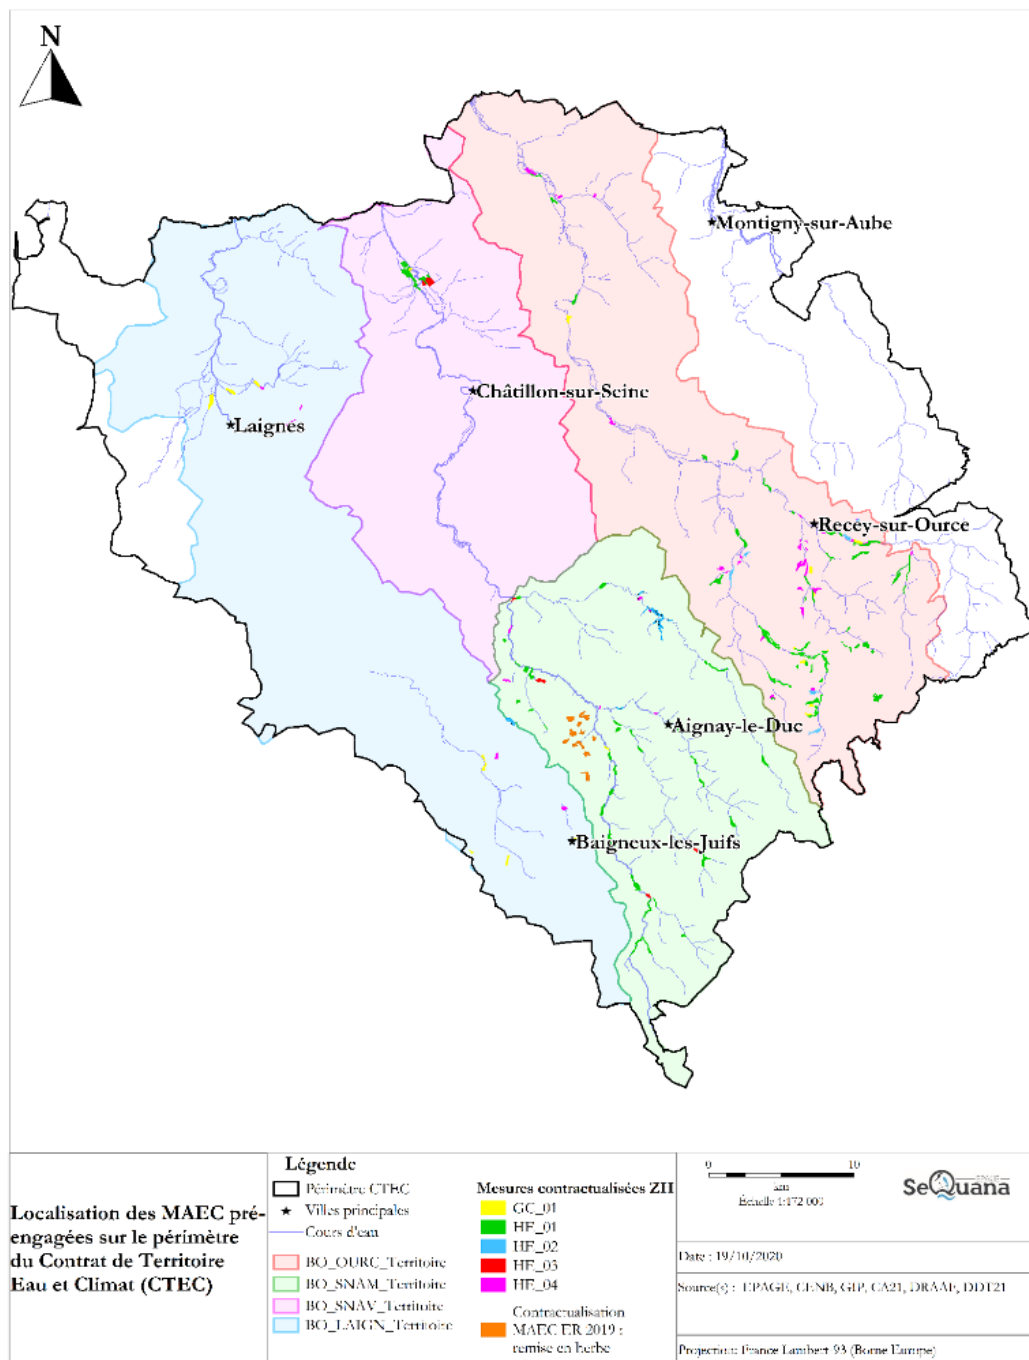 N
Montigny-sur-Aube
Châtillon-sur-Seine
Laignes
Recey-sur-Ource
Aignay-le-Duc
Baigneux-les-Juifs
Localisation des MAEC pré-
engagées sur le périmètre
du Contrat de Territoire
Eau et Climat (CTEC)
Légende
Périmètre CTEC
Villes principales
Cours d'eau
BO_OURC_Territoire
BO_SNAM_Territoire
BO_SNAV_Territoire
BO_LAIGN_Territoire
Mesures contractualisées ZH
GC_01
HE_01
HE_02
HE_03
HE_04
Contractualisation
MAEC ER 2019 :
remise en herbe
0 10
km
Échelle 1:172 000
EPAGE
SeQuana
Date : 19/10/2020
Source(s) : EPAGE, CENB, GIP, CA21, DRAAF, DDT21
Projection: France Lambert 93 (Borne Europe)